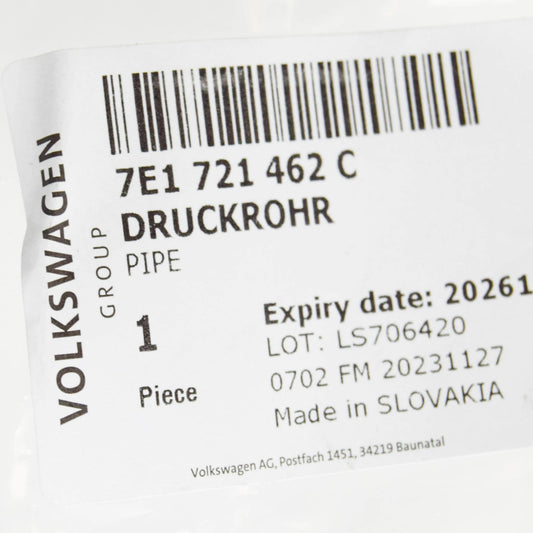 VOLKSWAGEN
GROUP
7E1 721 462 C
DRUCKROHR
PIPE
1
Piece
Expiry date: 20261
LOT: LS706420
0702 FM 20231127
Made in SLOVAKIA
Volkswagen AG, Postfach 1451, 34219 Baunatal